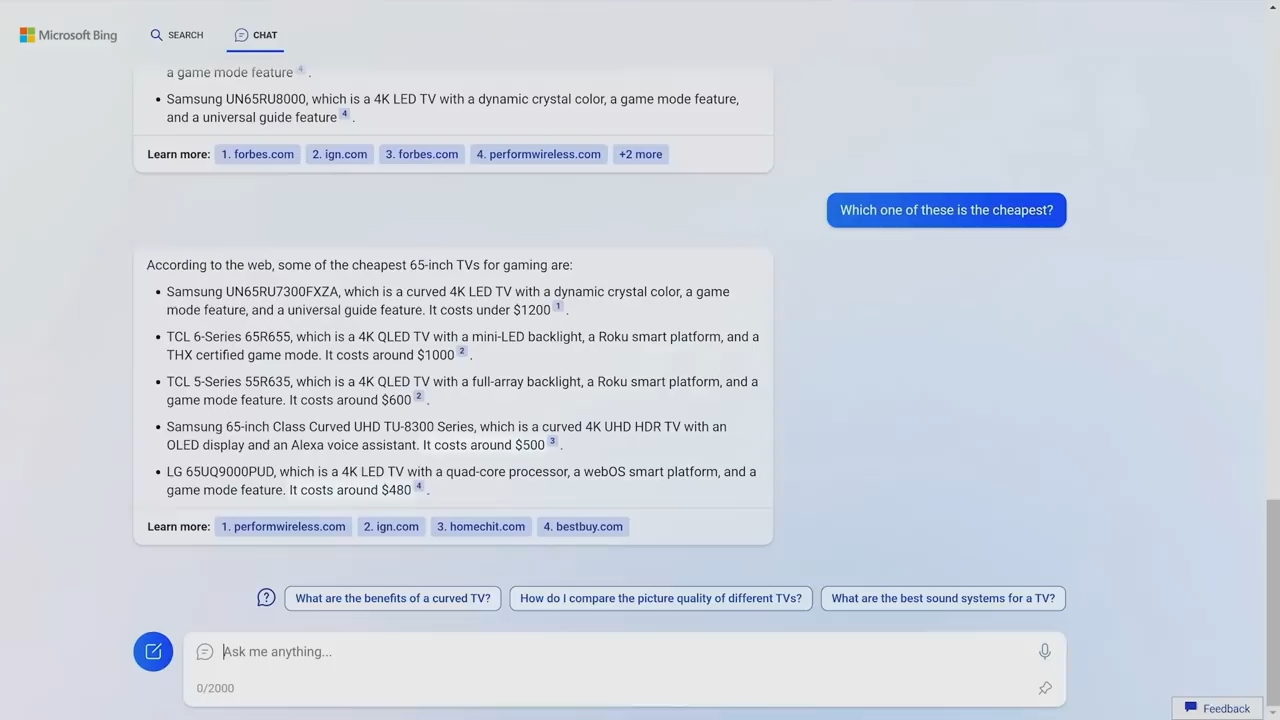 Microsoft Bing
SEARCH
CHAT
a game mode feature 4 .
• Samsung UN65RU8000, which is a 4K LED TV with a dynamic crystal color, a game mode feature,
and a universal guide feature 4 .
Learn more: 1. forbes.com 2. ign.com 3. forbes.com 4. performwireless.com +2 more
Which one of these is the cheapest?
According to the web, some of the cheapest 65-inch TVs for gaming are:
• Samsung UN65RU7300FXZA, which is a curved 4K LED TV with a dynamic crystal color, a game
mode feature, and a universal guide feature. It costs under $1200 1 .
• TCL 6-Series 65R655, which is a 4K QLED TV with a mini-LED backlight, a Roku smart platform, and a
THX certified game mode. It costs around $1000 2 .
• TCL 5-Series 55R635, which is a 4K QLED TV with a full-array backlight, a Roku smart platform, and a
game mode feature. It costs around $600 2 .
• Samsung 65-inch Class Curved UHD TU-8300 Series, which is a curved 4K UHD HDR TV with an
OLED display and an Alexa voice assistant. It costs around $500 3 .
• LG 65UQ9000PUD, which is a 4K LED TV with a quad-core processor, a webOS smart platform, and a
game mode feature. It costs around $480 4 .
Learn more: 1. performwireless.com 2. ign.com 3. homechit.com 4. bestbuy.com
What are the benefits of a curved TV?
How do I compare the picture quality of different TVs?
What are the best sound systems for a TV?
Ask me anything...
0/2000
Feedback